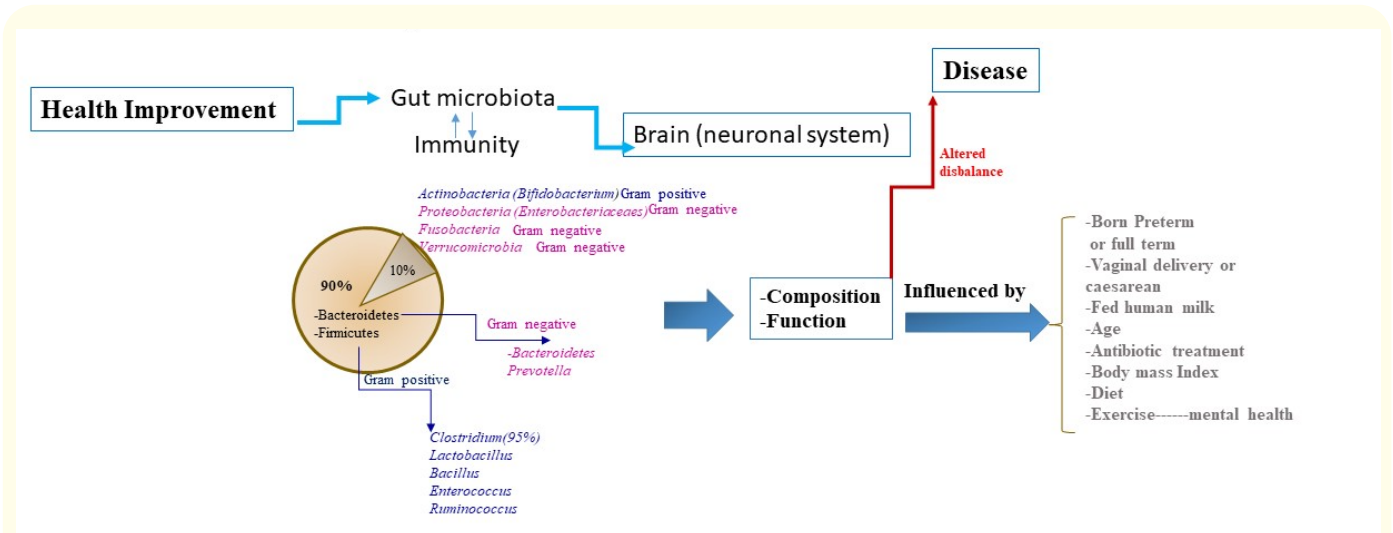 Disease
Health Improvement
Gut microbiota
Immunity
Brain (neuronal system)
Altered
disbalance
Actinobacteria (Bifidobacterium) Gram positive
Proteobacteria (Enterobacteriaceaes) Gram negative
Fusobacteria Gram negative
Verrucomicrobia Gram negative
10%
90%
-Bacteroidetes
-Firmicutes
Gram negative
-Bacteroidetes
Prevotella
Gram positive
Clostridium(95%)
Lactobacillus
Bacillus
Enterococcus
Ruminococcus
-Composition
-Function
Influenced by
-Born Preterm
or full term
-Vaginal delivery or
caesarean
-Fed human milk
-Age
-Antibiotic treatment
-Body mass Index
-Diet
-Exercise------mental health